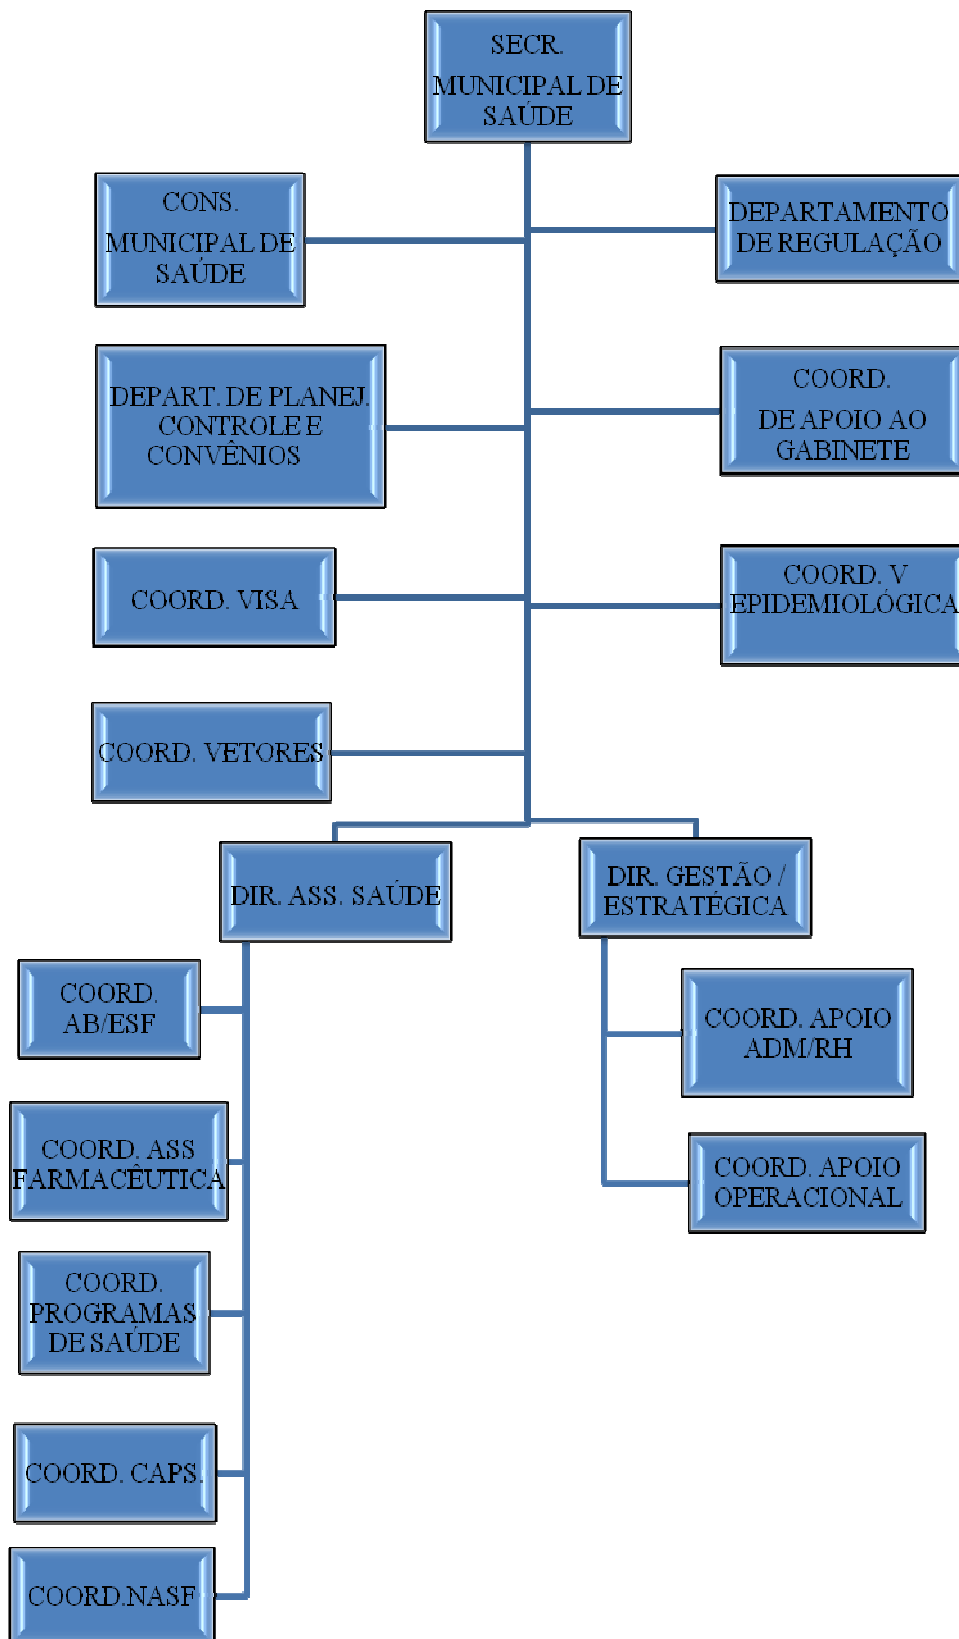 SECR.
MUNICIPAL DE
SAÚDE
CONS.
MUNICIPAL DE
SAÚDE
DEPARTAMENTO
DE REGULAÇÃO
DEPART. DE PLANEJ.
CONTROLE E
CONVÊNIOS
COORD.
DE APOIO AO
GABINETE
COORD. VISA
COORD. V
EPIDEMIOLÓGICA
COORD. VETORES
DIR. ASS. SAÚDE
DIR. GESTÃO /
ESTRATÉGICA
COORD.
AB/ESF
COORD. APOIO
ADM/RH
COORD. ASS
FARMACÊUTICA
COORD. APOIO
OPERACIONAL
COORD.
PROGRAMAS
DE SAÚDE
COORD. CAPS.
COORD.NASF